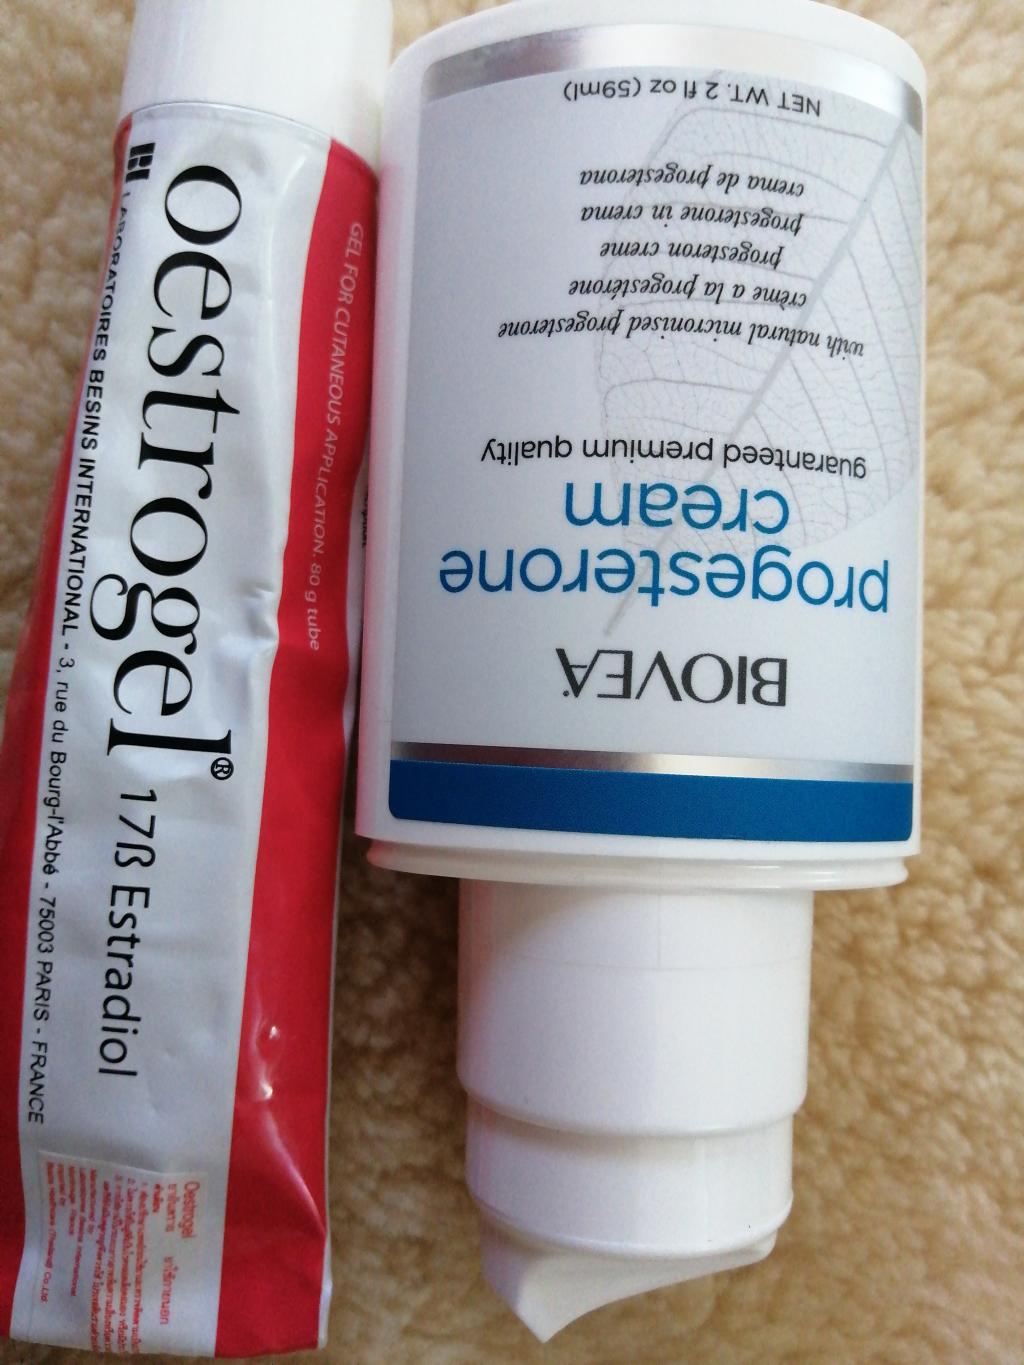 oestrogel® 17ß Estradiol
LABORATOIRES BESINS INTERNATIONAL - 3, rue du Bourg-l'Abbé - 75003 PARIS - FRANCE
GEL FOR CUTANEOUS APPLICATION. 80 g tube
Oestrogel
BIOVEA
progesterone
cream
guaranteed premium quality
with natural micronised progesterone
crème a la progestérone
progesteron creme
progesterone in crema
crema de progesterona
NET WT. 2 fl oz (59ml)